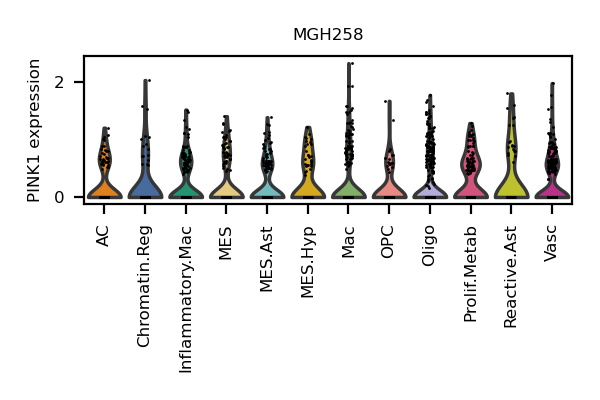 MGH258
PINK1 expression
2
0
AC
Chromatin.Reg
Inflammatory.Mac
MES
MES.Ast
MES.Hyp
Mac
OPC
Oligo
Prolif.Metab
Reactive.Ast
Vasc